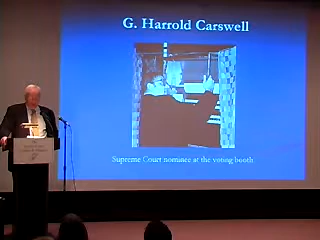 G. Harrold Carswell
Supreme Court nominee at the voting booth